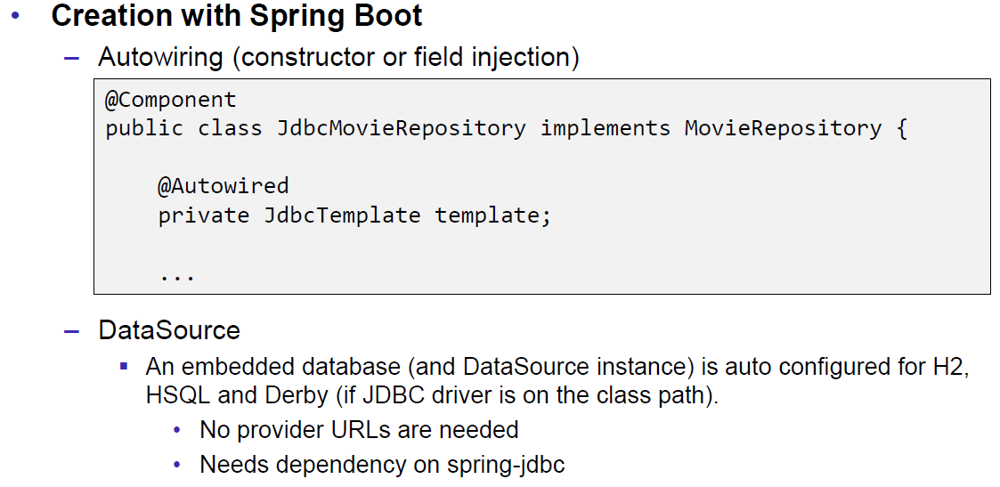 • Creation with Spring Boot
– Autowiring (constructor or field injection)
@Component
public class JdbcMovieRepository implements MovieRepository {
@Autowired
private JdbcTemplate template;
...
– DataSource
▪ An embedded database (and DataSource instance) is auto configured for H2,
HSQL and Derby (if JDBC driver is on the class path).
• No provider URLs are needed
• Needs dependency on spring-jdbc